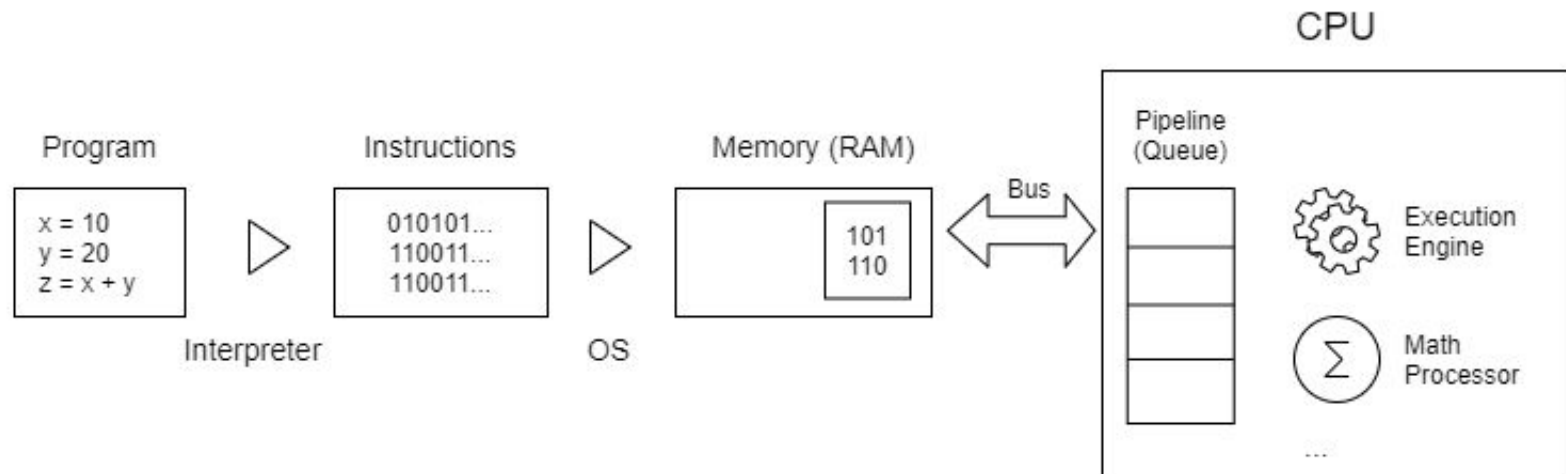 CPU
Program
Instructions
Memory (RAM)
Pipeline
(Queue)
x = 10
y = 20
z = x + y
010101...
110011...
110011...
101
110
Bus
Execution
Engine
Interpreter
OS
Σ
Math
Processor
...